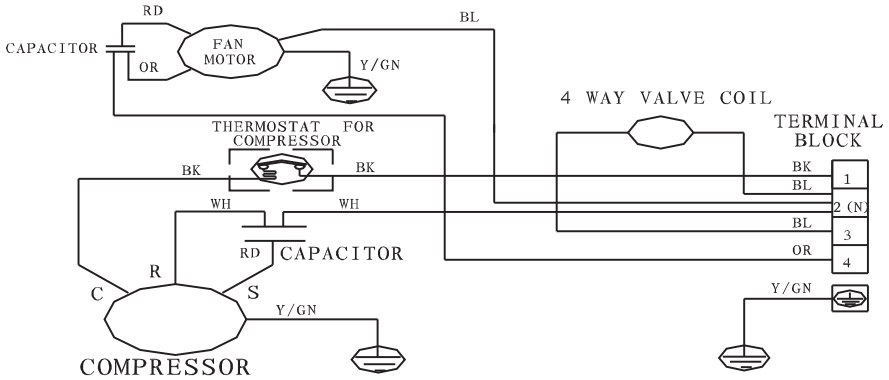 RD
BL
CAPACITOR
FAN
MOTOR
OR
Y/GN
4 WAY VALVE COIL
TERMINAL
BLOCK
THERMOSTAT FOR
COMPRESSOR
BK
BK
BK
1
BL
WH
WH
2 (N)
BL
3
RD
CAPACITOR
OR
4
R
C
S
Y/GN
Y/GN
COMPRESSOR